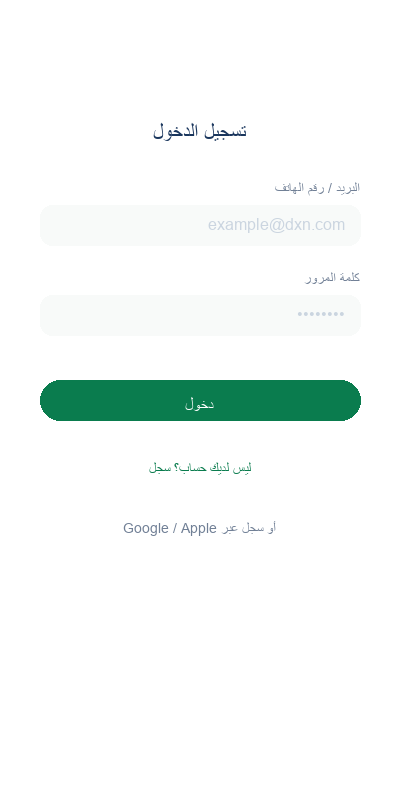 تسجيل الدخول
البريد / رقم الهاتف
example@dxn.com
كلمة المرور
••••••••
دخول
ليس لديك حساب؟ سجل
أو سجل عبر Google / Apple